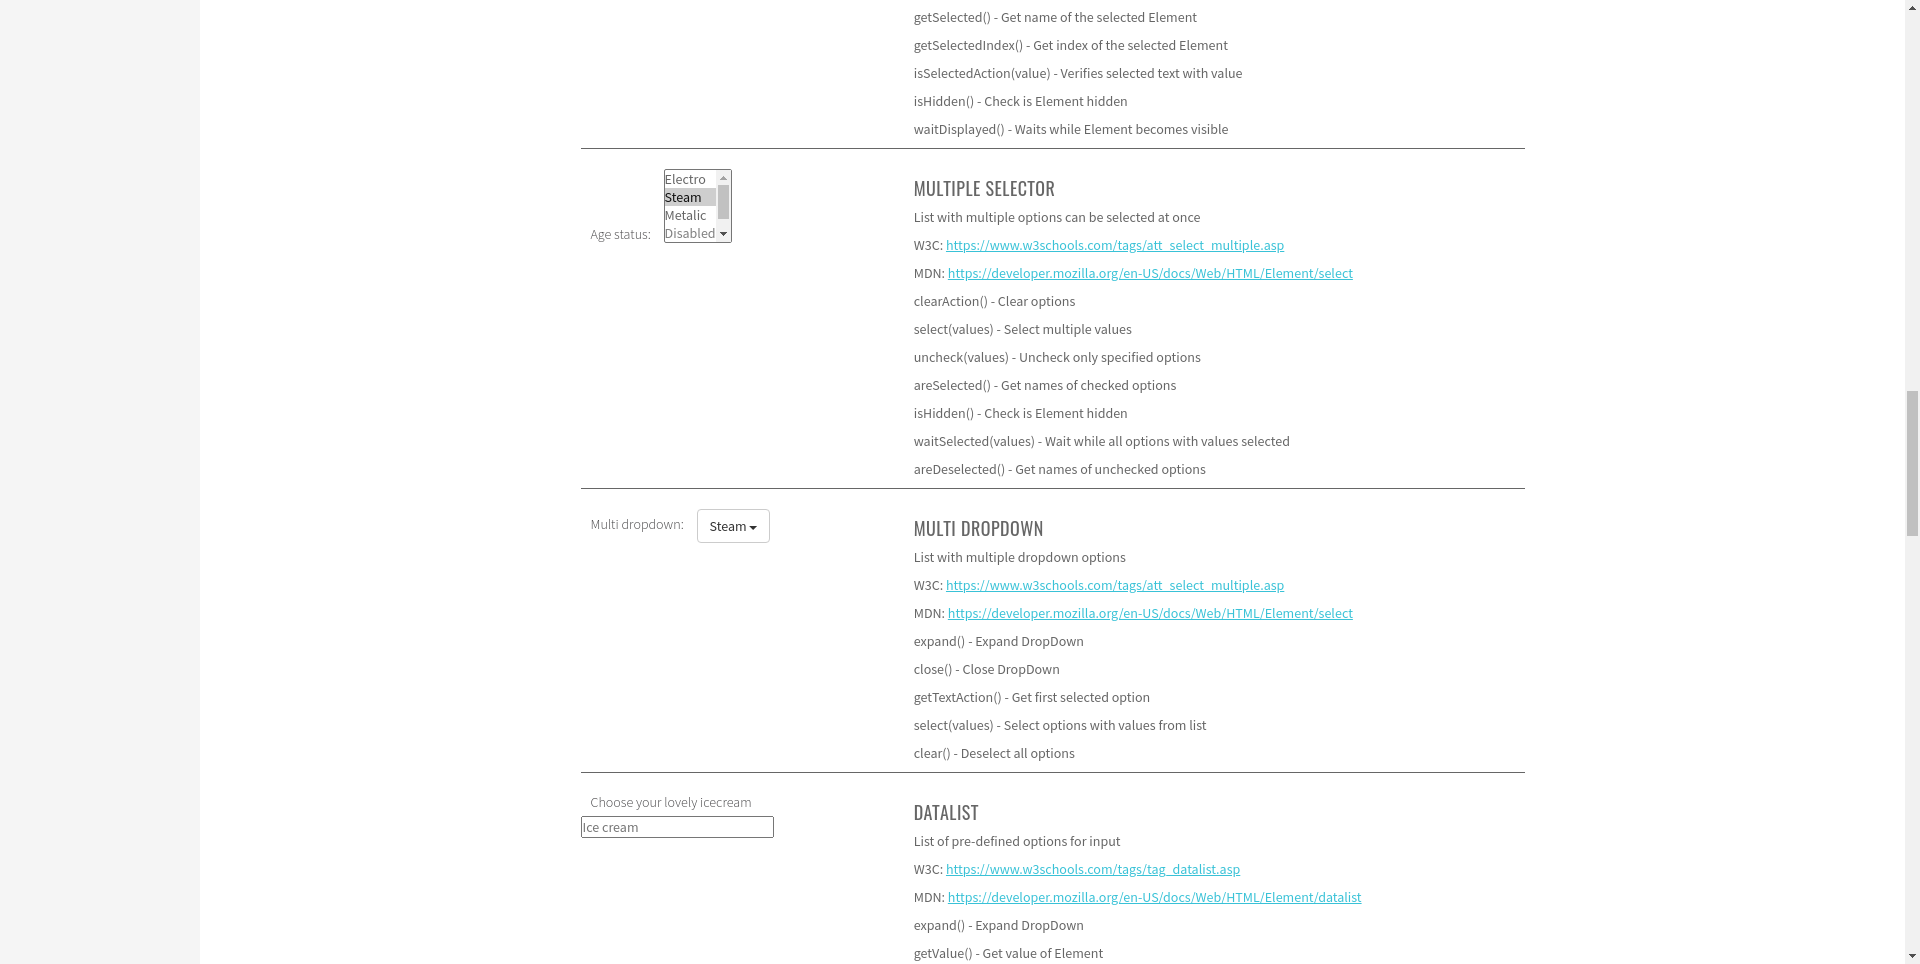 getSelected() - Get name of the selected Element
getSelectedIndex() - Get index of the selected Element
isSelectedAction(value) - Verifies selected text with value
isHidden() - Check is Element hidden
waitDisplayed() - Waits while Element becomes visible
Age status:
Electro
Steam
Metalic
Disabled
MULTIPLE SELECTOR
List with multiple options can be selected at once
W3C: https://www.w3schools.com/tags/att_select_multiple.asp
MDN: https://developer.mozilla.org/en-US/docs/Web/HTML/Element/select
clearAction() - Clear options
select(values) - Select multiple values
uncheck(values) - Uncheck only specified options
areSelected() - Get names of checked options
isHidden() - Check is Element hidden
waitSelected(values) - Wait while all options with values selected
areDeselected() - Get names of unchecked options
Multi dropdown: Steam
MULTI DROPDOWN
List with multiple dropdown options
W3C: https://www.w3schools.com/tags/att_select_multiple.asp
MDN: https://developer.mozilla.org/en-US/docs/Web/HTML/Element/select
expand() - Expand DropDown
close() - Close DropDown
getTextAction() - Get first selected option
select(values) - Select options with values from list
clear() - Deselect all options
Choose your lovely icecream
Ice cream
DATALIST
List of pre-defined options for input
W3C: https://www.w3schools.com/tags/tag_datalist.asp
MDN: https://developer.mozilla.org/en-US/docs/Web/HTML/Element/datalist
expand() - Expand DropDown
getValue() - Get value of Element